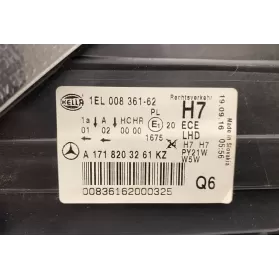 HELLA
1EL 008 361-62
Rechtsverkehr
H7
19.09.16 05:56
Made in Slovakia
1a A HCHR PL
01 02 00 00 E1 20
ECE
LHD
1675
24 H7 H7
PY21W
W5W
A 171 820 32 61 KZ
Q6
00836162000325